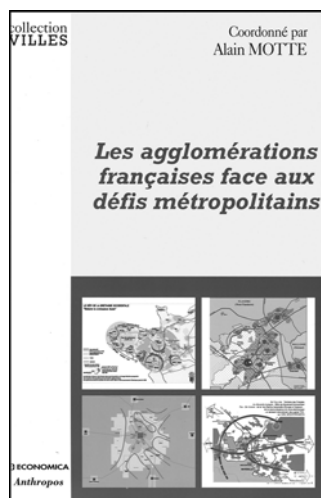 collection
VILLES
Coordonné par
Alain MOTTE
Les agglomérations
françaises face aux
défis métropolitains
ECONOMICA
Anthropos